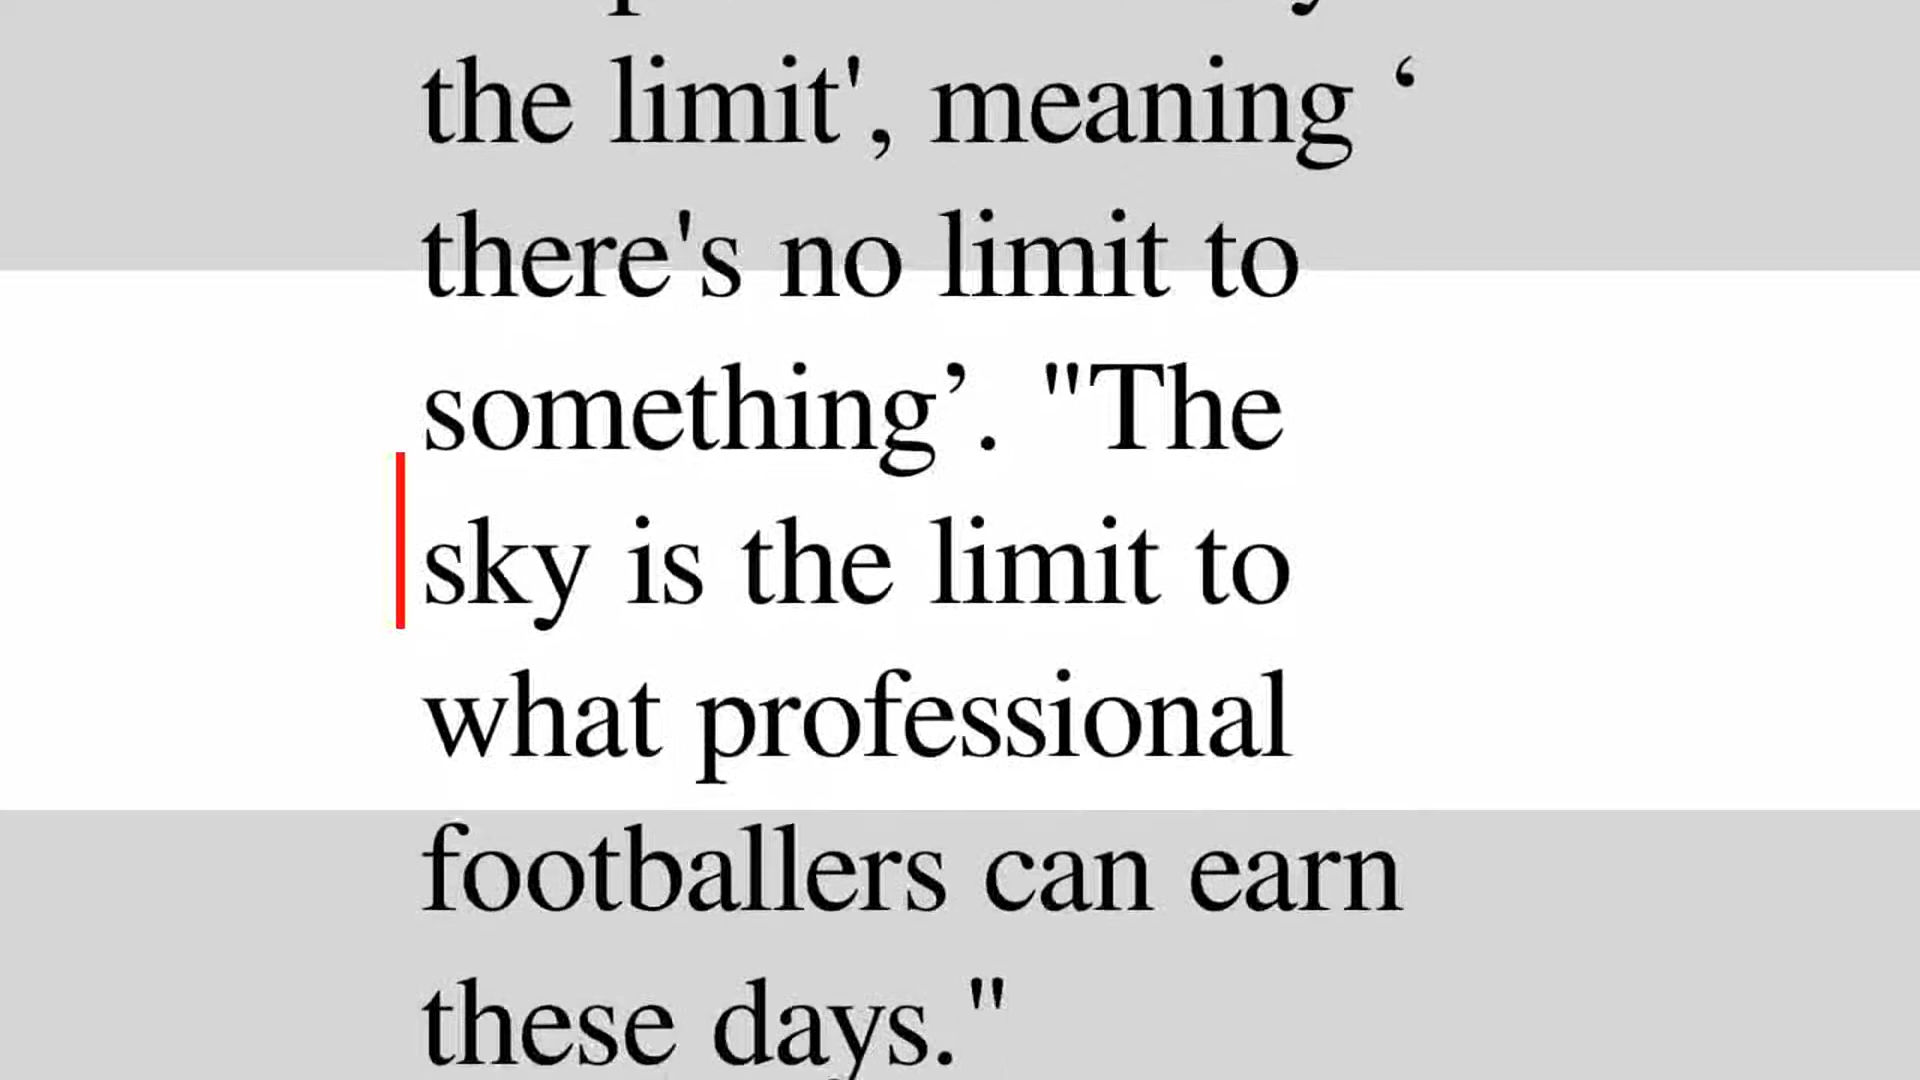 the limit', meaning ‘
there's no limit to
something’. "The
sky is the limit to
what professional
footballers can earn
these days."